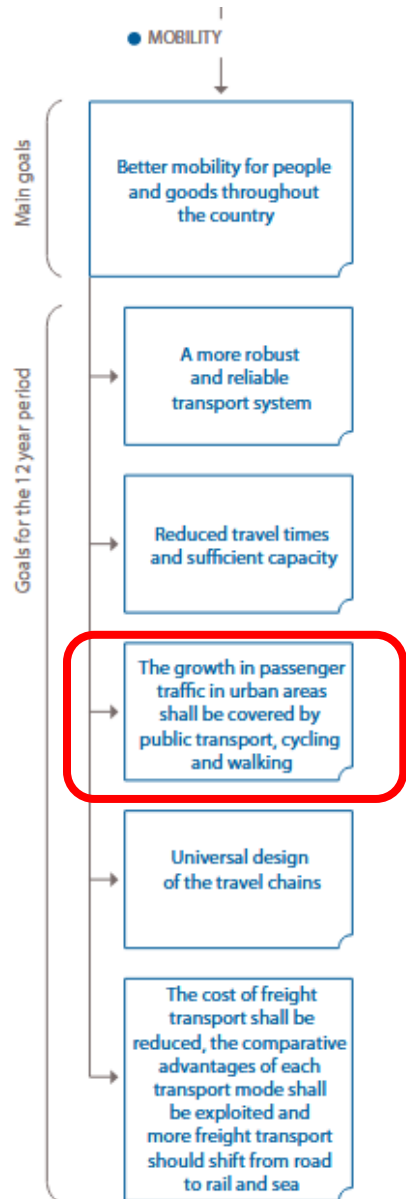 MOBILITY
Main goals
Better mobility for people
and goods throughout
the country
Goals for the 12 year period
A more robust
and reliable
transport system
Reduced travel times
and sufficient capacity
The growth in passenger
traffic in urban areas
shall be covered by
public transport, cycling
and walking
Universal design
of the travel chains
The cost of freight
transport shall be
reduced, the comparative
advantages of each
transport mode shall
be exploited and
more freight transport
should shift from road
to rail and sea